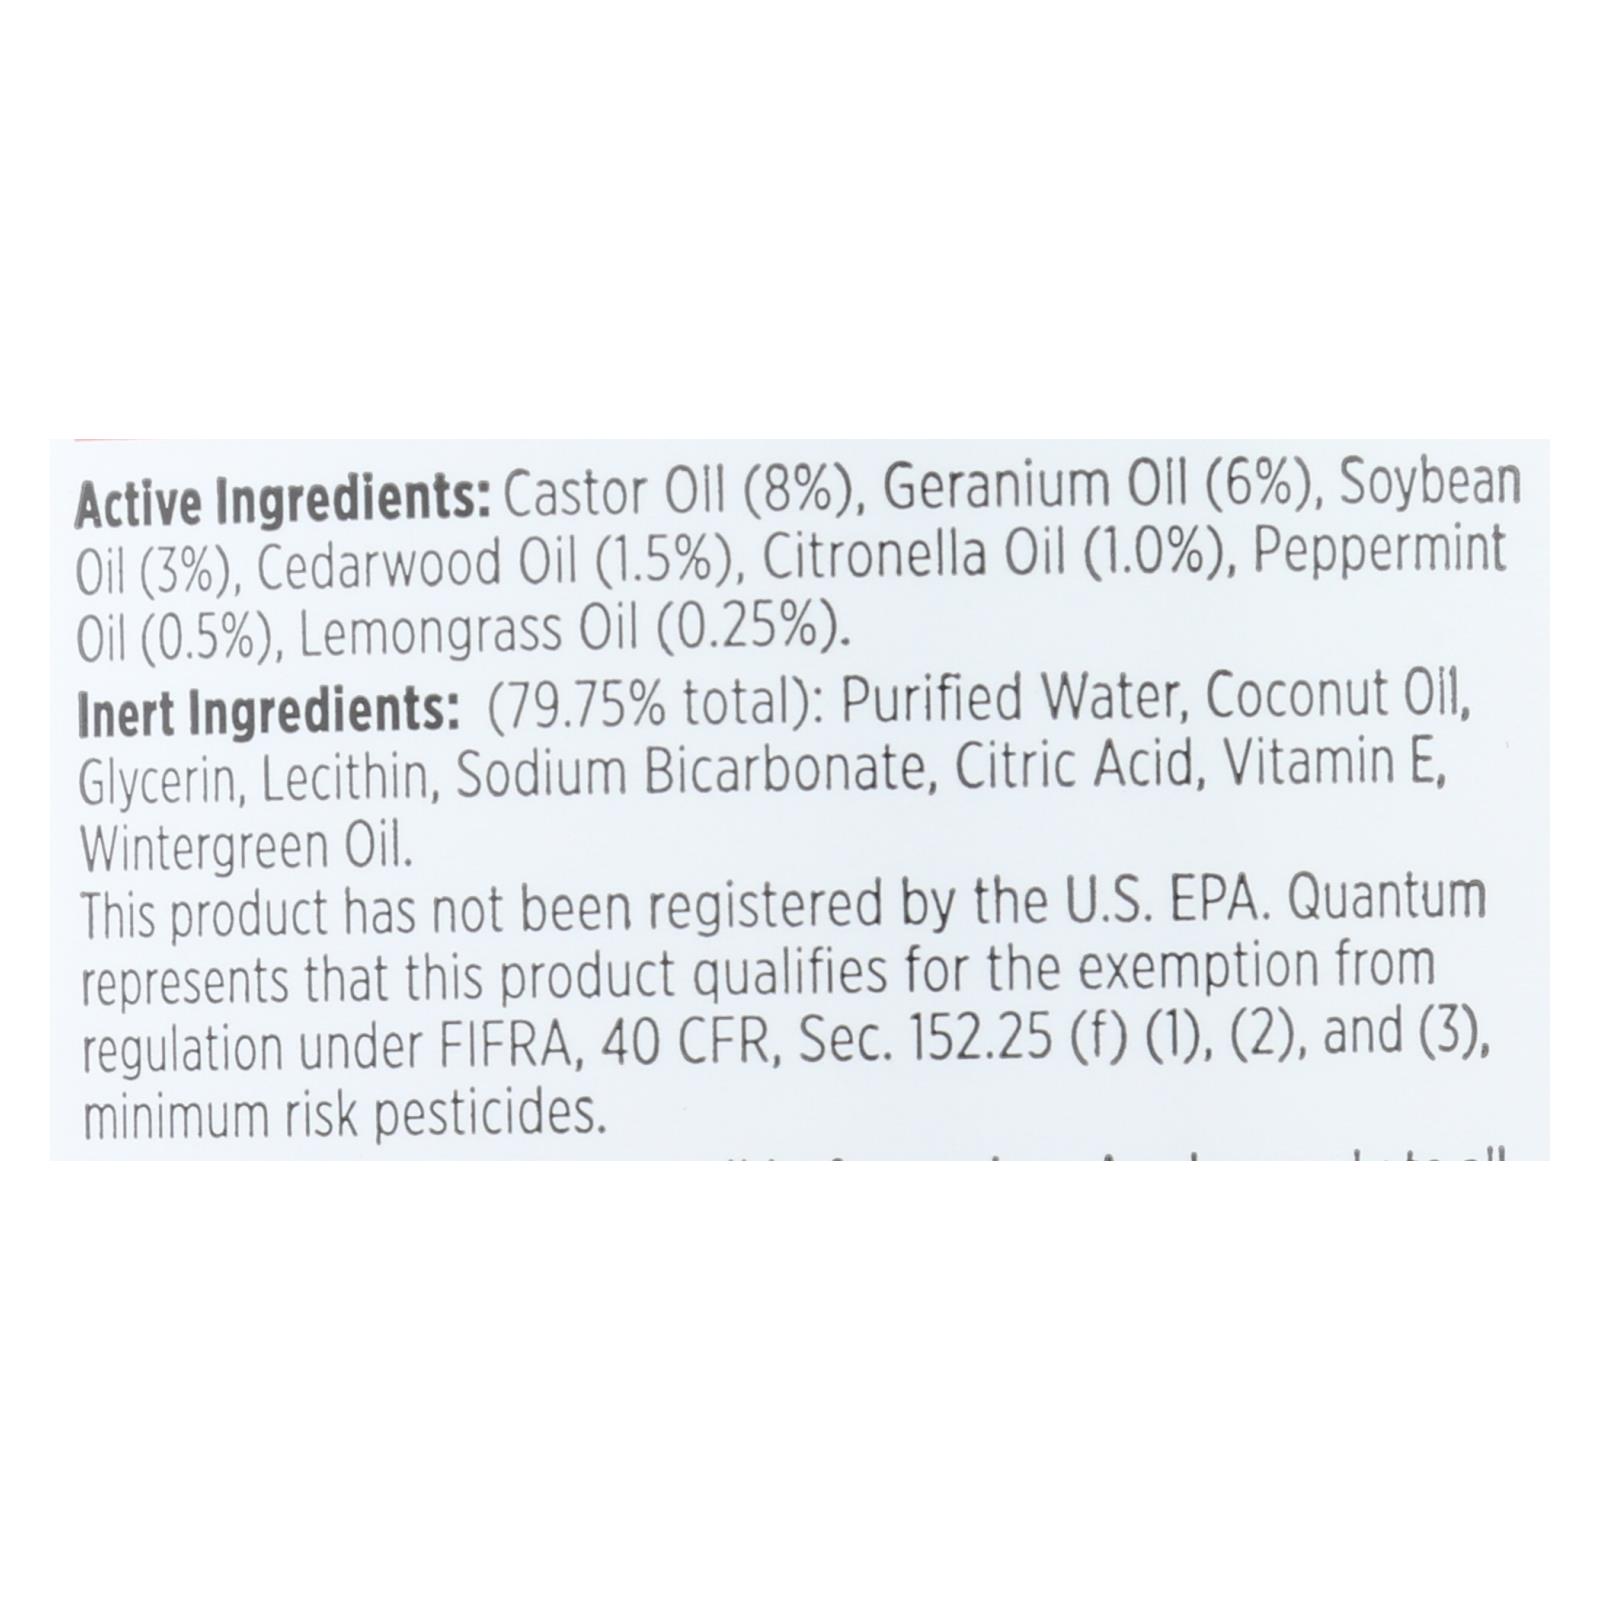 Active Ingredients: Castor Oil (8%), Geranium Oil (6%), Soybean
Oil (3%), Cedarwood Oil (1.5%), Citronella Oil (1.0%), Peppermint
Oil (0.5%), Lemongrass Oil (0.25%).
Inert Ingredients: (79.75% total): Purified Water, Coconut Oil,
Glycerin, Lecithin, Sodium Bicarbonate, Citric Acid, Vitamin E,
Wintergreen Oil.
This product has not been registered by the U.S. EPA. Quantum
represents that this product qualifies for the exemption from
regulation under FIFRA, 40 CFR, Sec. 152.25 (f) (1), (2), and (3),
minimum risk pesticides.